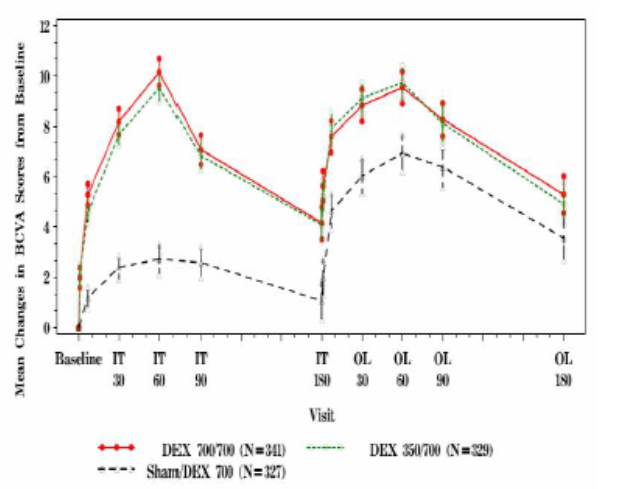 Mean Changes in BCVA Scores from Baseline
12
10
8
6
4
2
0
Baseline IT IT IT IT OL OL OL OL
30 60 90 180 30 60 90 180
Visit
DEX 700/700 (N=341) DEX 350/700 (N=329)
Sham/DEX 700 (N=327)